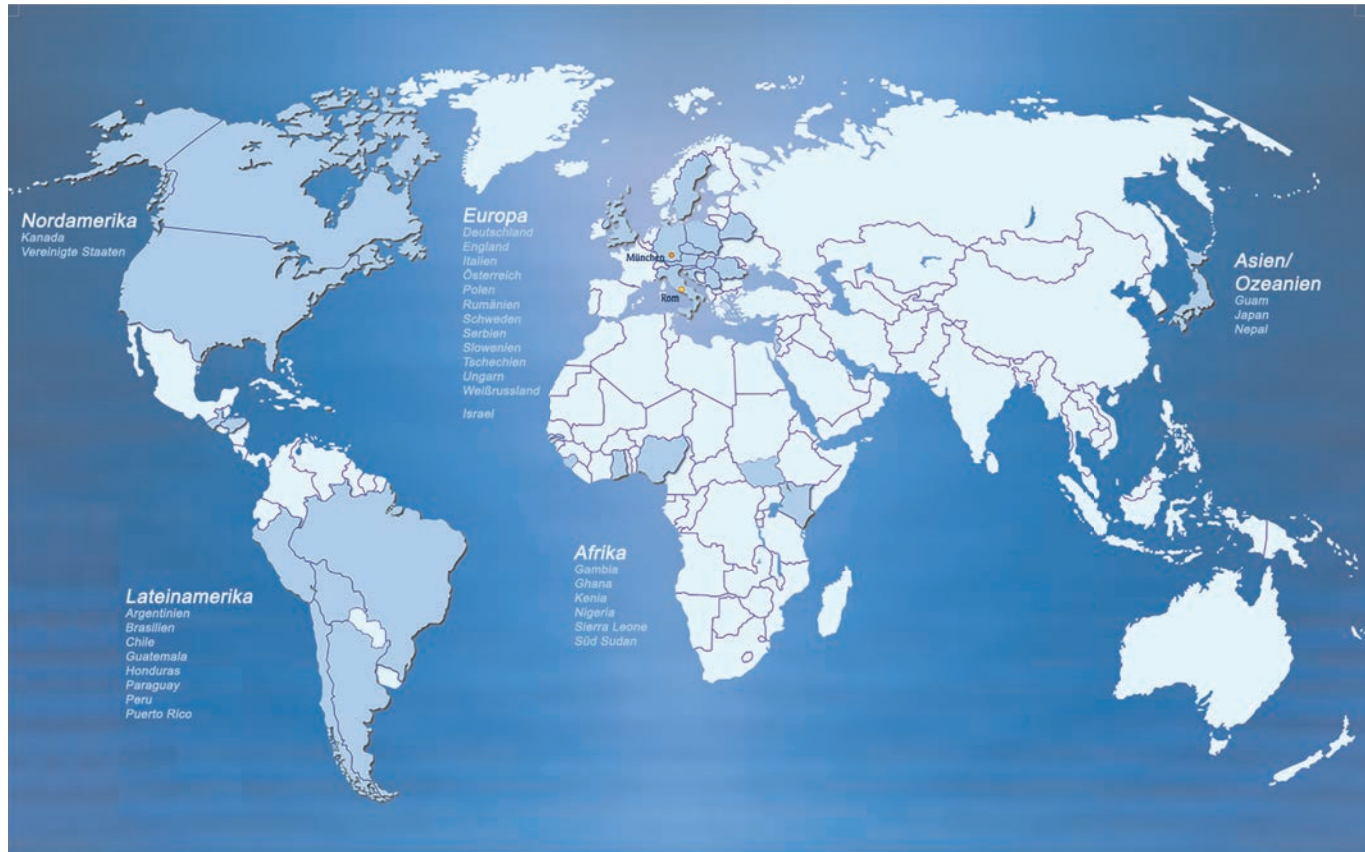 Nordamerika
Kanada
Vereinigte Staaten
Europa
Deutschland
England
Italien
Österreich
Polen
Rumänien
Schweden
Serbien
Slowenien
Tschechien
Ungarn
Weißrussland
Israel
München
Rom
Asien/
Ozeanien
Guam
Japan
Nepal
Afrika
Gambia
Ghana
Kenia
Nigeria
Sierra Leone
Süd Sudan
Lateinamerika
Argentinien
Brasilien
Chile
Guatemala
Honduras
Paraguay
Peru
Puerto Rico